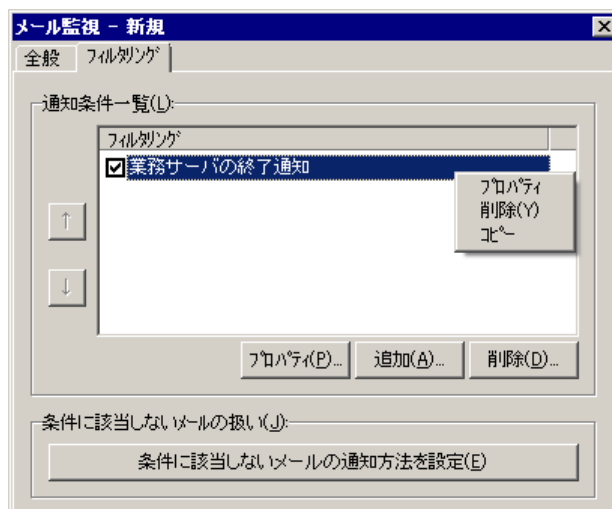 メール監視 - 新規
全般 フィルタリング
通知条件一覧(L):
フィルタリング
業務サーバの終了通知
プロパティ
削除(Y)
コピー
↑
↓
プロパティ(P)... 追加(A)... 削除(D)...
条件に該当しないメールの扱い(J):
条件に該当しないメールの通知方法を設定(E)